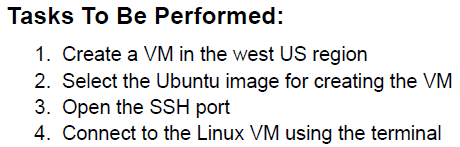 Tasks To Be Performed:
1. Create a VM in the west US region
2. Select the Ubuntu image for creating the VM
3. Open the SSH port
4. Connect to the Linux VM using the terminal